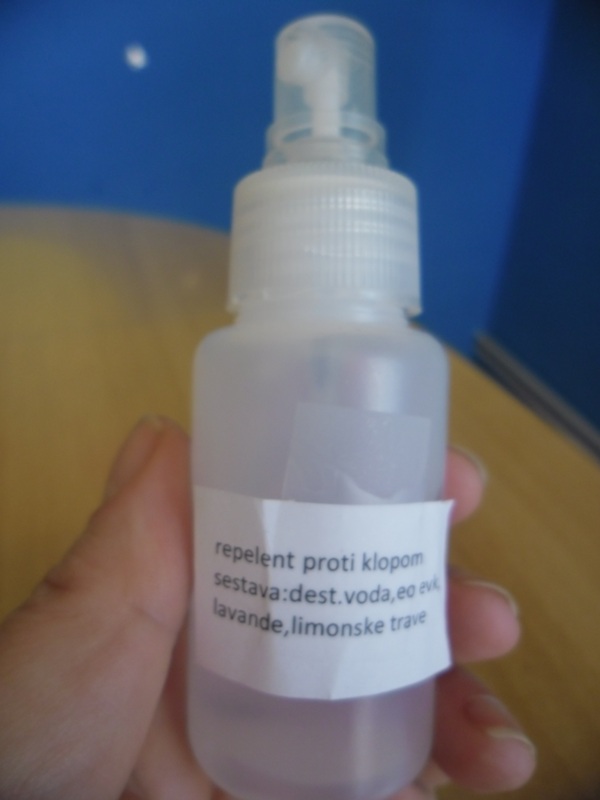 repelent proti klopom
sestava:dest.voda,eo evk,
lavande,limonske trave